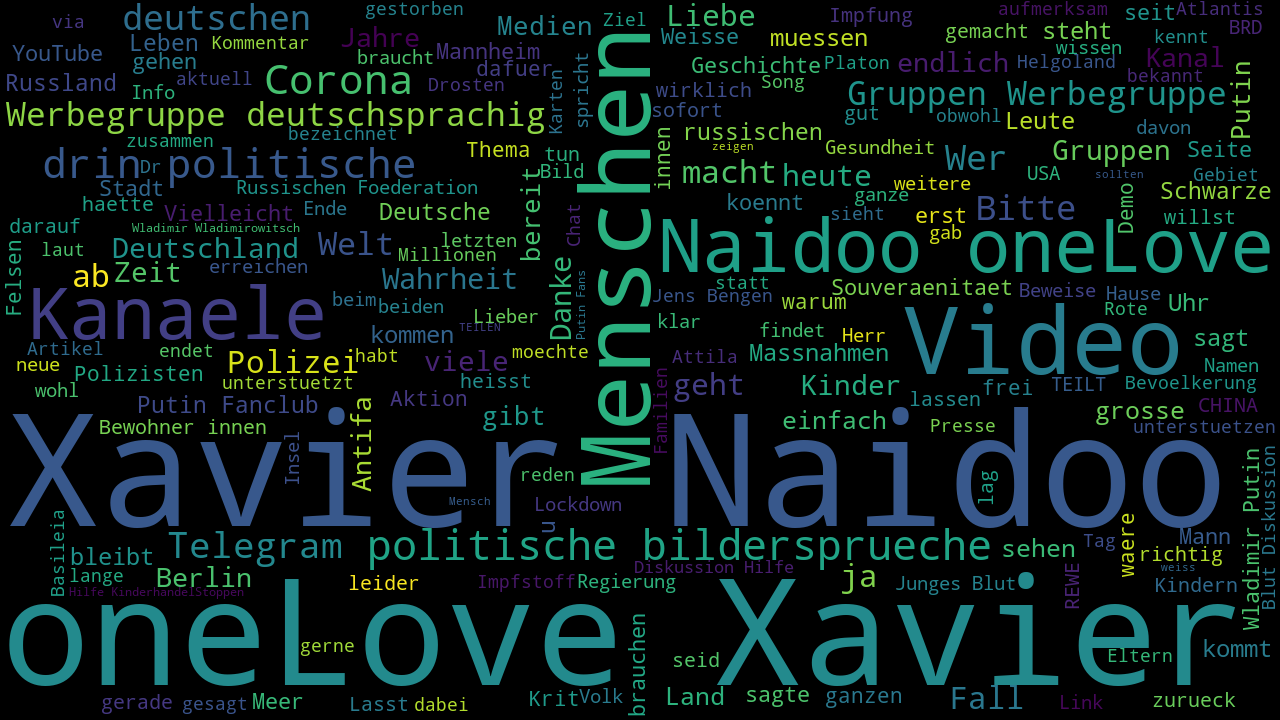 via
deutschen
gestorben
Medien
Ziel
Liebe
Impfung
aufmerksam
seit
Atlantis
YouTube
Leben
Kommentar
Jahre
Weisse
muessen
gemacht
steht
kennt
BRD
gehen
braucht
Mannheim
wissen
Kanal
Russland
aktuell
Corona
Drosten
dafuer
Geschichte
Platon
endlich
Helgoland
bekannt
Info
Karten
spricht
wirklich
Song
Gruppen Werbegruppe
Putin
Werbegruppe deutschsprachig
sofort
gut
obwohl
Leute
davon
zusammen
bezeichnet
innen
russischen
zeigen
Gesundheit
Wer
Gruppen
Seite
drin
Dr
politische
Thema
tun
Bild
macht
heute
weitere
USA
sollten
Gebiet
Stadt
Russischen Foederation
bereit
Menschen
koennt
ganze
Demo
Schwarze
haette
Vielleicht
Ende
Deutsche
Chat
sieht
erst
Bitte
willst
darauf
Wladimir Wladimirowitsch
gab
laut
Deutschland
Welt
letzten
Millionen
Naidoo oneLove
Felsen
ab
Zeit
erreichen
Wahrheit
Danke
Putin Fans
statt
Souveraenitaet
Beweise
Hause
Kanaele
beim
beiden
Lieber
Jens Bengen
warum
Rote
Uhr
kommen
TEILEN
klar
findet
Herr
Video
sagt
Artikel
endet
Polizei
habt
viele
moechte
Attila
Massnahmen
Namen
neue
Polizisten
unterstuetzt
heisst
geht
Kinder
frei
TEILT
Bevoelkerung
wohl
Putin Fanclub
Aktion
gibt
Familien
lassen
grosse
CHINA
Bewohner innen
Antifa
einfach
Presse
unterstuetzen
Xavier
Naidoo
Insel
reden
lag
Mensch
Lockdown
u
Wladimir Putin
Blut Diskussion
Basileia
Telegram
politische bildersprueche
sehen
waere
Tag
Mann
bleibt
richtig
lange
Berlin
leider
Impfstoff
Regierung
Diskussion Hilfe
ja
Junges Blut
REWE
weiss
Kindern
Hilfe KinderhandelStoppen
oneLove
Xavier
gerne
brauchen
seid
Eltern
kommt
gerade
gesagt
Meer
Lasst
dabei
Krit
Volk
Land
sagte
ganzen
Fall
Link
zurueck